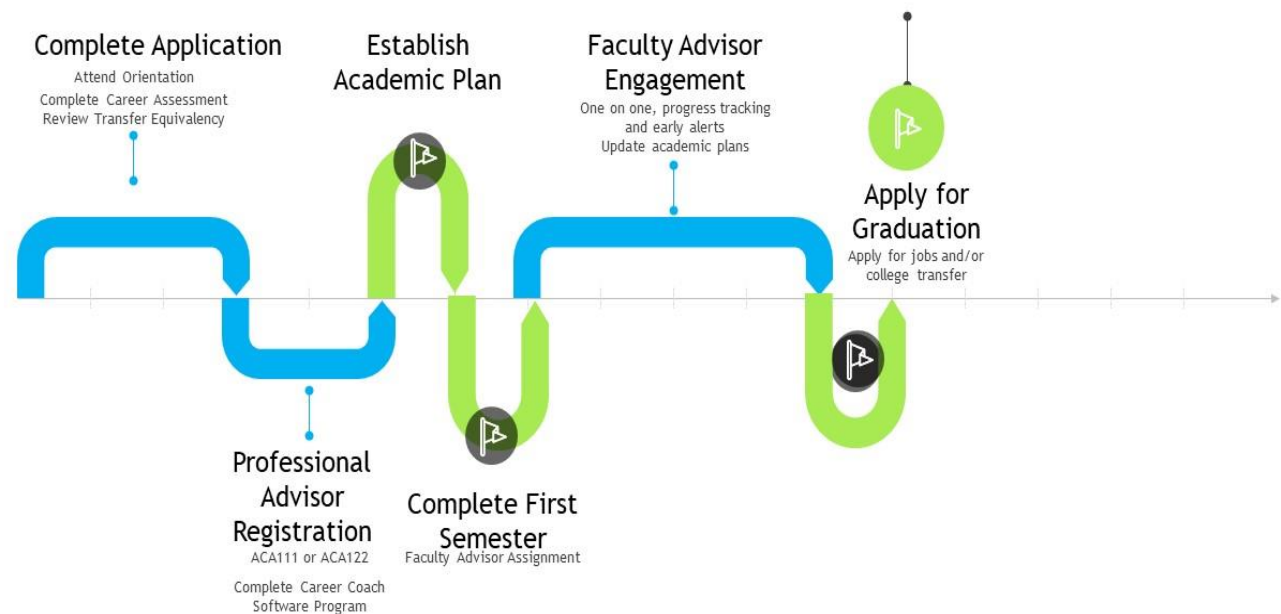 Complete Application
Attend Orientation
Complete Career Assessment
Review Transfer Equivalency
Establish
Academic Plan
Faculty Advisor
Engagement
One on one, progress tracking
and early alerts
Update academic plans
Apply for
Graduation
Apply for jobs and/or
college transfer
Professional
Advisor
Registration
ACA111 or ACA122
Complete Career Coach
Software Program
Complete First
Semester
Faculty Advisor Assignment